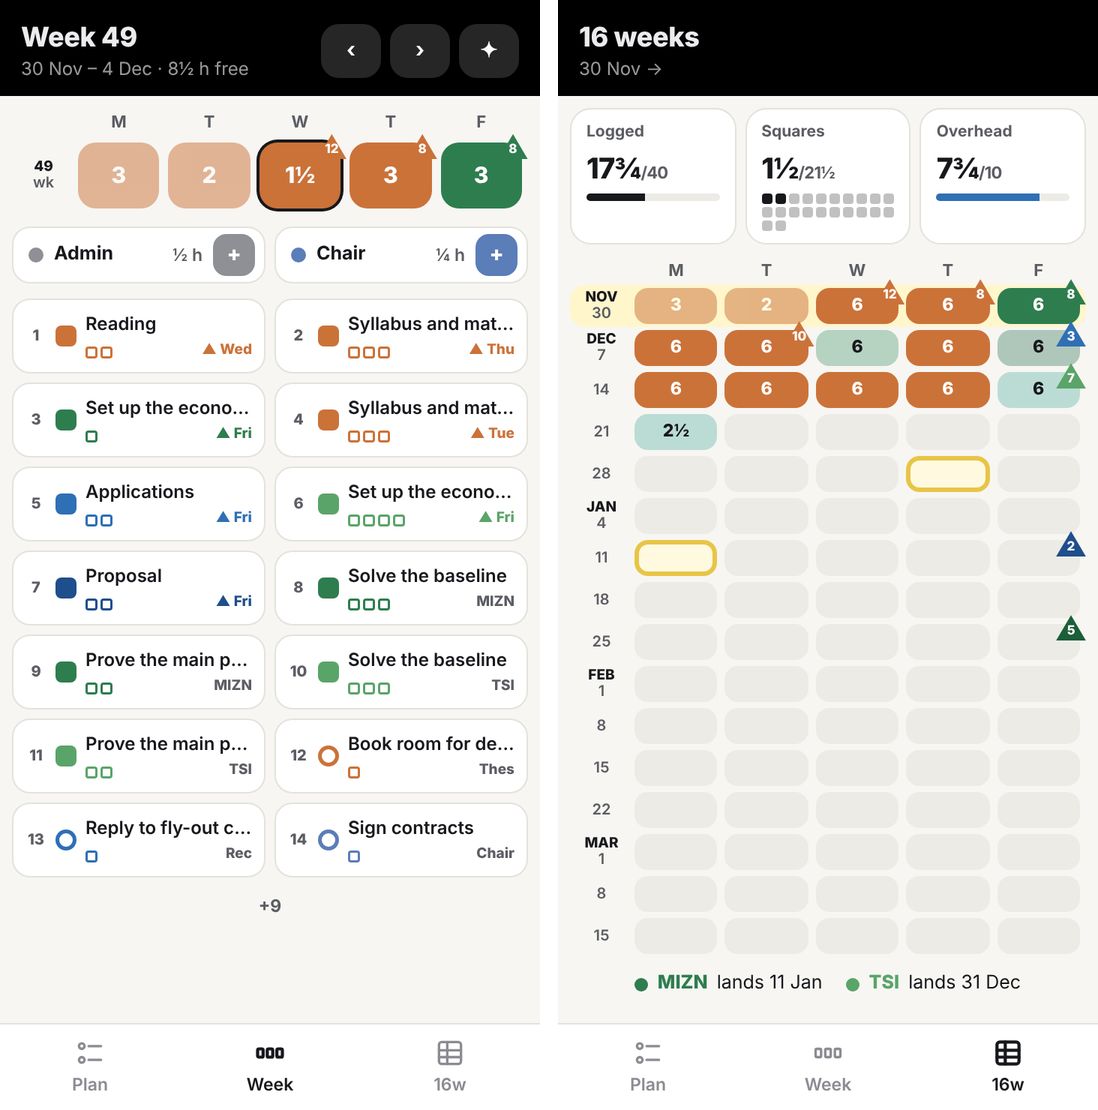 Week 49
30 Nov – 4 Dec · 8½ h free
‹ › ✦
M T W T F
49
wk
3 2 1½ 12 3 8 3 8
Admin ½ h +
Chair ¼ h +
1 Reading
Wed
2 Syllabus and mat…
Thu
3 Set up the econo…
Fri
4 Syllabus and mat…
Tue
5 Applications
Fri
6 Set up the econo…
Fri
7 Proposal
Fri
8 Solve the baseline
MIZN
9 Prove the main p…
MIZN
10 Solve the baseline
TSI
11 Prove the main p…
TSI
12 Book room for de…
Thes
13 Reply to fly-out c…
Rec
14 Sign contracts
Chair
+9
Plan Week 16w
16 weeks
30 Nov →
Logged
17¾/40
Squares
1½/21½
Overhead
7¾/10
M T W T F
NOV
30
3 2 6 12 6 8 6 8
DEC
7
6 6 10 6 6 6 3
14 6 6 6 6 6 7
21 2½
28
JAN
4
11 2
18
25 5
FEB
1
8
15
22
MAR
1
8
15
MIZN lands 11 Jan TSI lands 31 Dec
Plan Week 16w